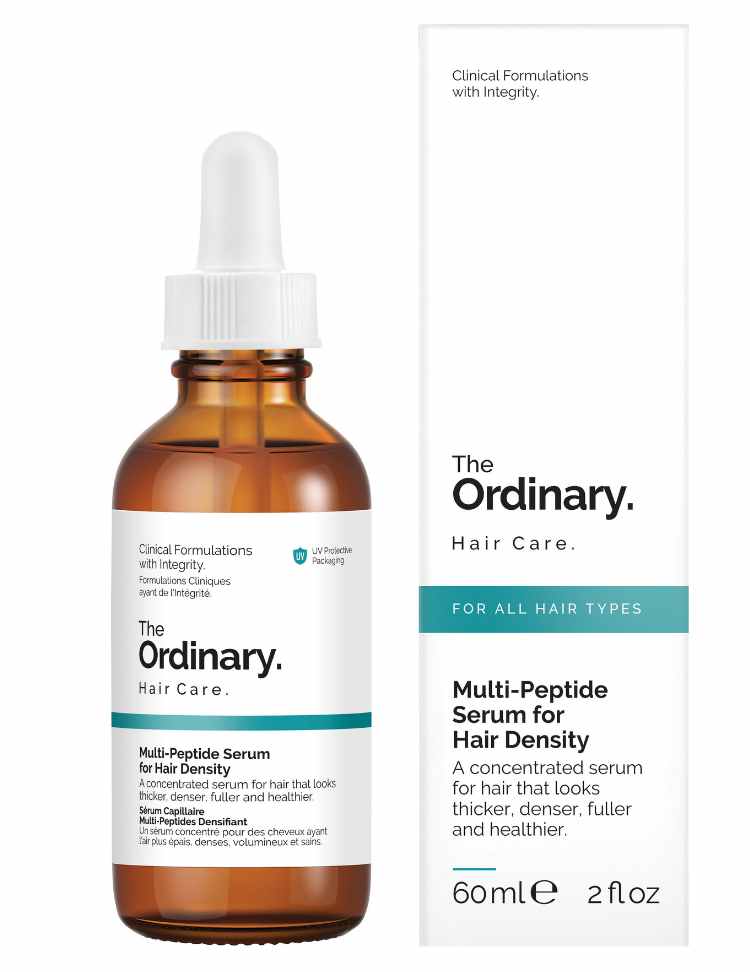 Clinical Formulations
with Integrity.
Formulations Cliniques
ayant de l'Intégrité.
UV
UV Protective
Packaging
The
Ordinary.
Hair Care.
Multi-Peptide Serum
for Hair Density
A concentrated serum for hair that looks
thicker, denser, fuller and healthier.
Sérum Capillaire
Multi-Peptides Densifiant
Un sérum concentré pour des cheveux ayant
l'air plus épais, denses, volumineux et sains.
Clinical Formulations
with Integrity.
The
Ordinary.
Hair Care.
FOR ALL HAIR TYPES
Multi-Peptide
Serum for
Hair Density
A concentrated serum
for hair that looks
thicker, denser, fuller
and healthier.
60 ml ℮ 2 fl oz